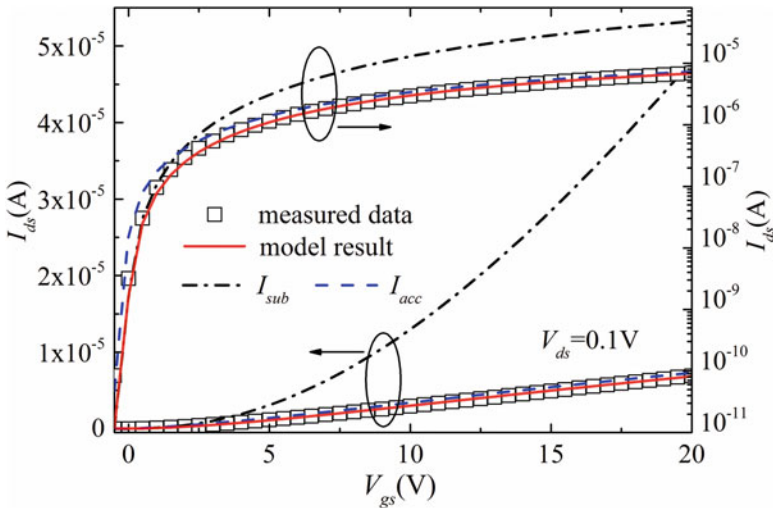 5x10⁻⁵
4x10⁻⁵
3x10⁻⁵
2x10⁻⁵
1x10⁻⁵
0
I_ds(A)
10⁻⁵
10⁻⁶
10⁻⁷
10⁻⁸
10⁻⁹
10⁻¹⁰
10⁻¹¹
I_ds(A)
measured data
model result
I_sub I_acc
V_ds=0.1V
0 5 10 15 20
V_gs(V)